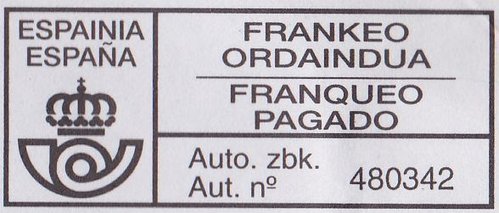 ESPAINIA
ESPAÑA
FRANKEO
ORDAINDUA
FRANQUEO
PAGADO
Auto. zbk.
Aut. nº
480342